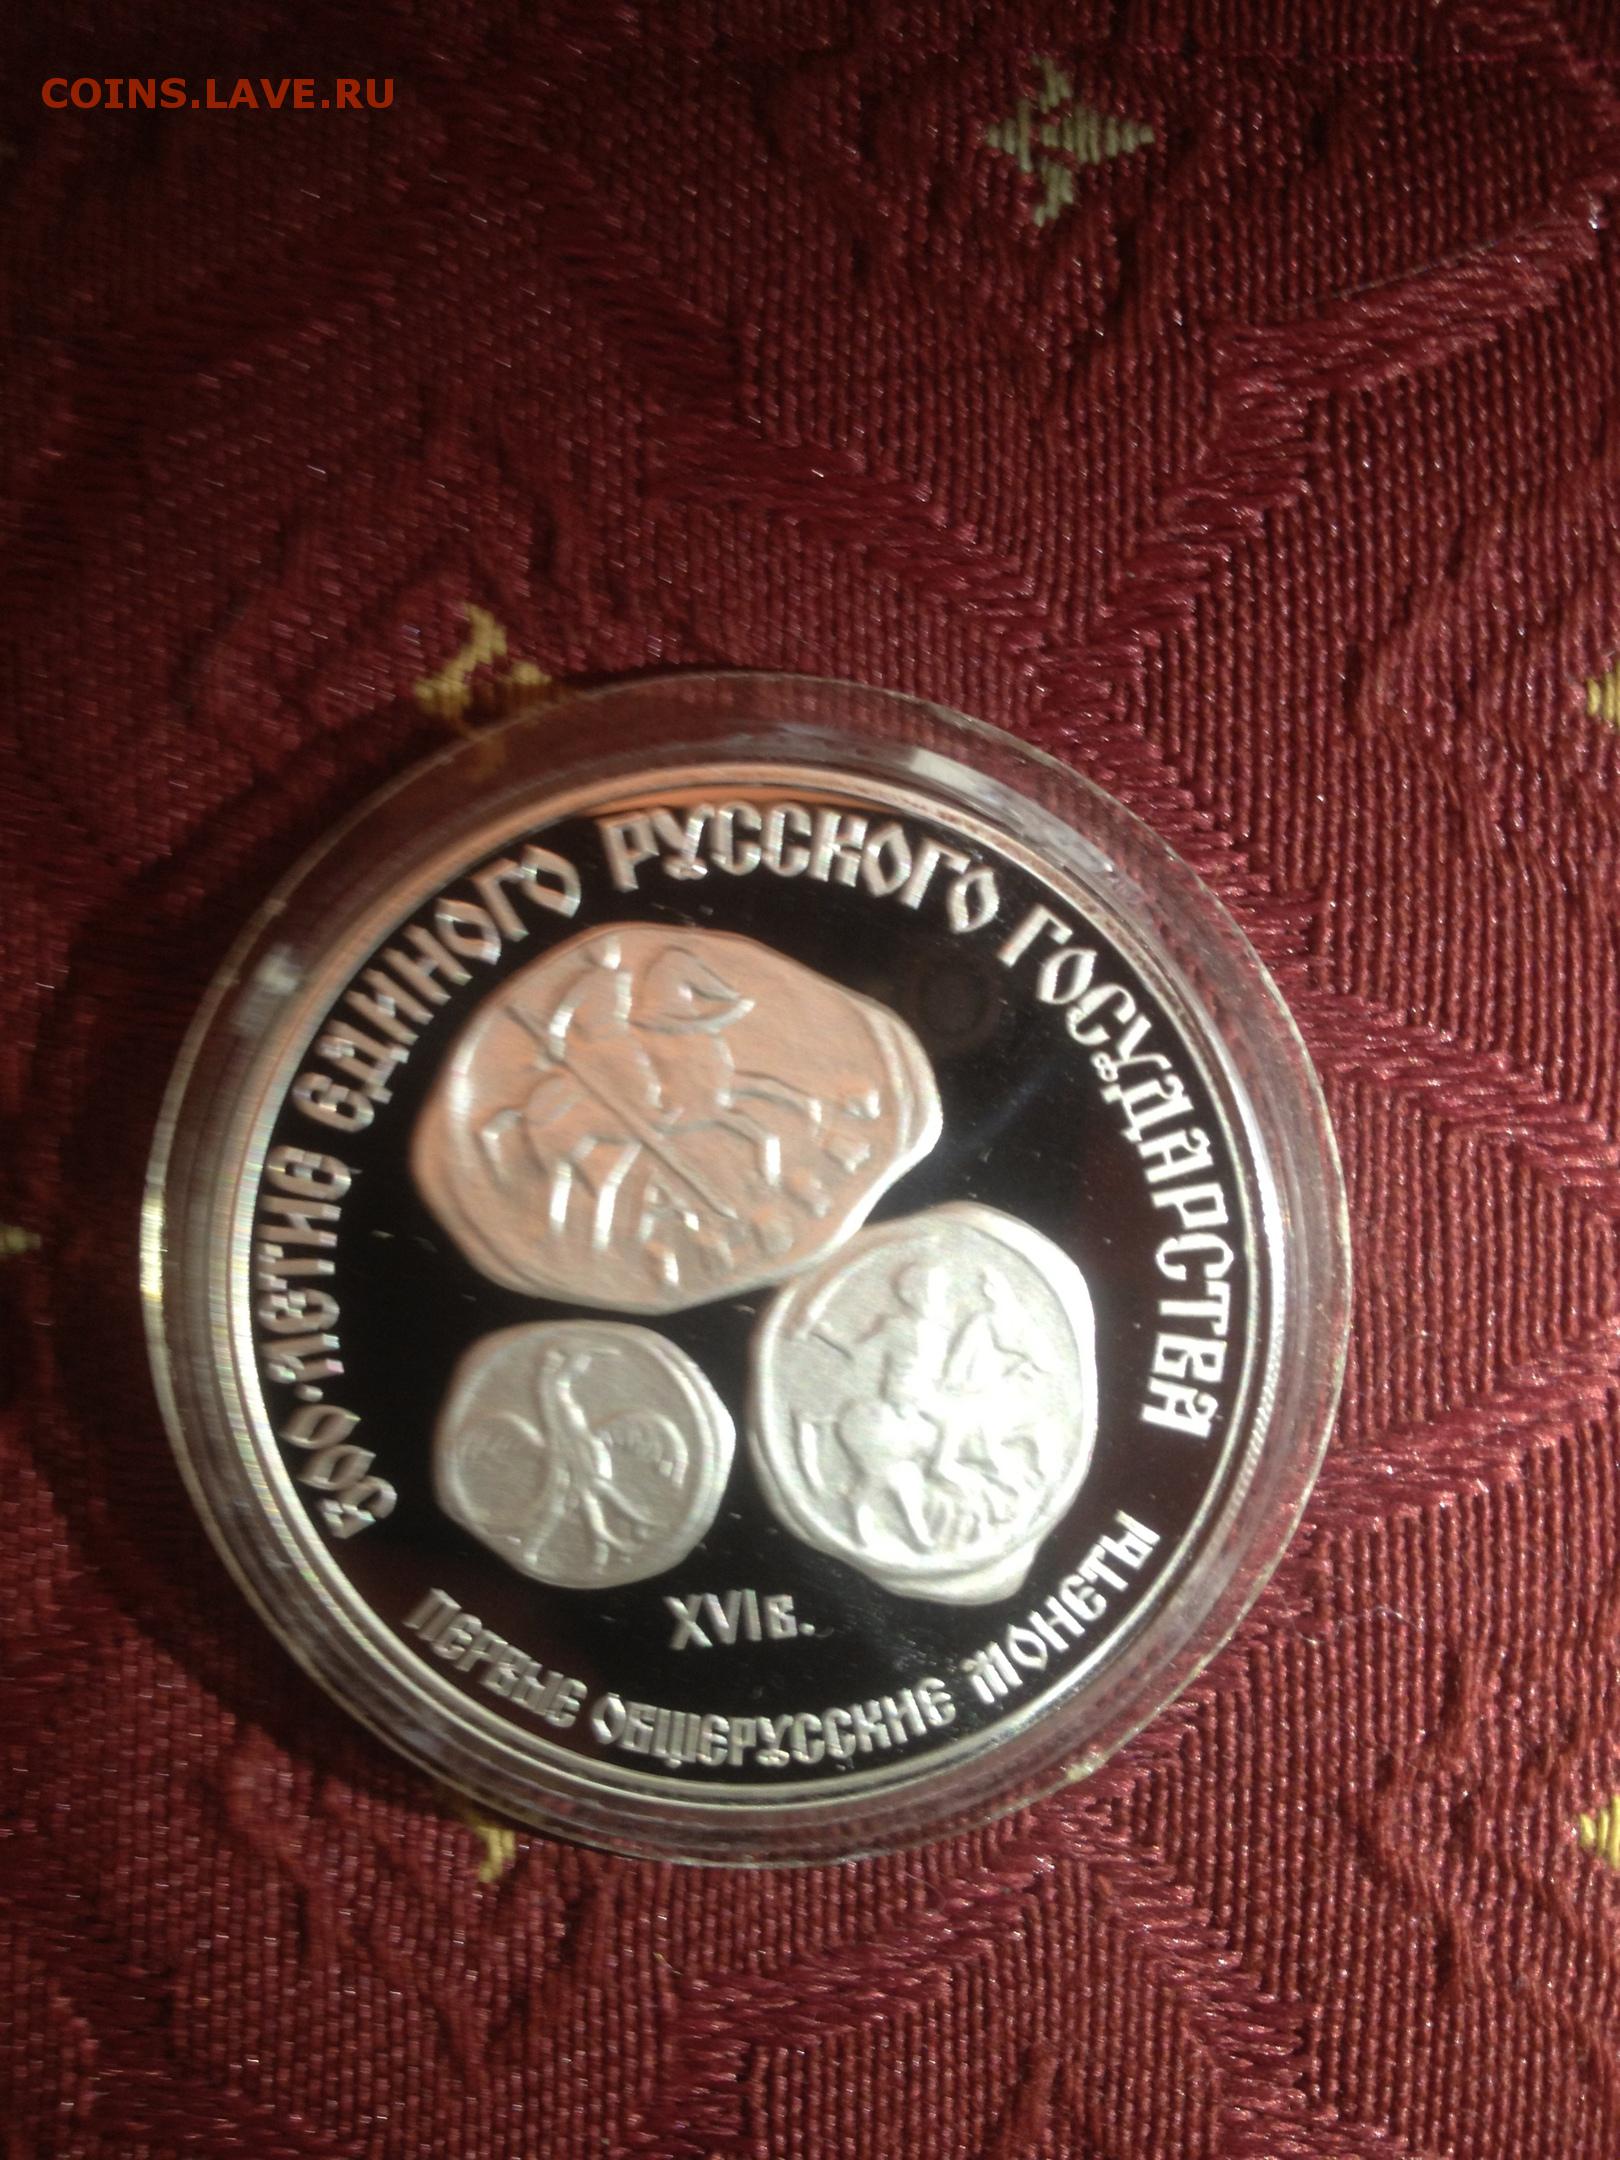 COINS.LAVE.RU
500-ЛЕТИЕ ЕДИНОГО РУССКОГО ГОСУДАРСТВА
XVI в.
ПЕРВЫЕ ОБЩЕРУССКИЕ МОНЕТЫ